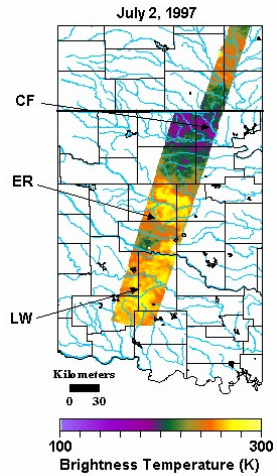 July 2, 1997
CF
ER
LW
Kilometers
0 30
100 300
Brightness Temperature (K)